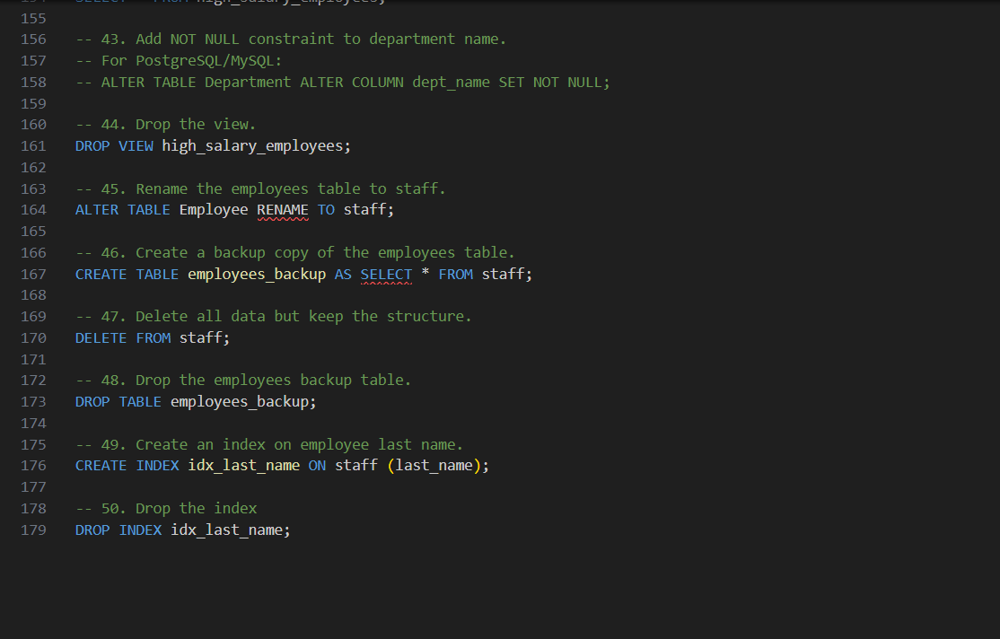 155
156 -- 43. Add NOT NULL constraint to department name.
157 -- For PostgreSQL/MySQL:
158 -- ALTER TABLE Department ALTER COLUMN dept_name SET NOT NULL;
159
160 -- 44. Drop the view.
161 DROP VIEW high_salary_employees;
162
163 -- 45. Rename the employees table to staff.
164 ALTER TABLE Employee RENAME TO staff;
165
166 -- 46. Create a backup copy of the employees table.
167 CREATE TABLE employees_backup AS SELECT * FROM staff;
168
169 -- 47. Delete all data but keep the structure.
170 DELETE FROM staff;
171
172 -- 48. Drop the employees backup table.
173 DROP TABLE employees_backup;
174
175 -- 49. Create an index on employee last name.
176 CREATE INDEX idx_last_name ON staff (last_name);
177
178 -- 50. Drop the index
179 DROP INDEX idx_last_name;